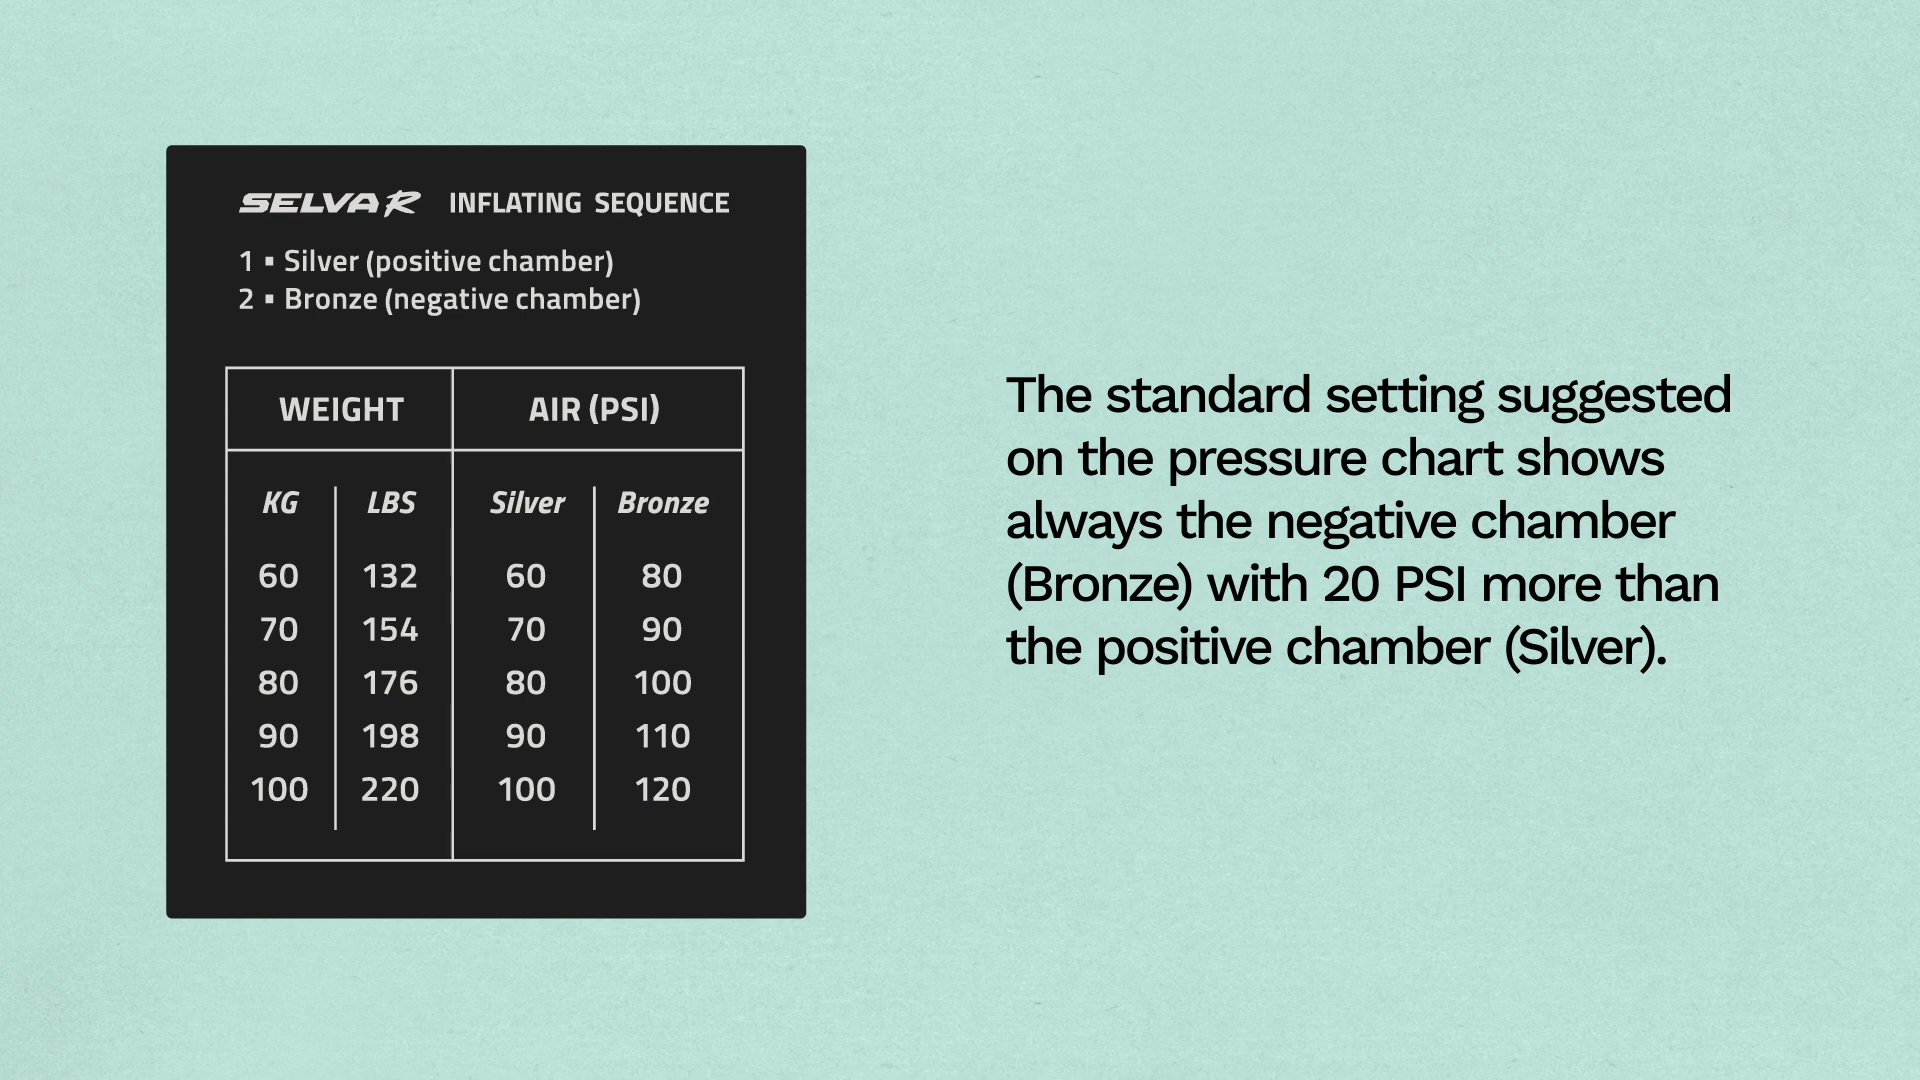 SELVA R INFLATING SEQUENCE
1 ▪ Silver (positive chamber)
2 ▪ Bronze (negative chamber)
WEIGHT AIR (PSI)
KG LBS Silver Bronze
60 132 60 80
70 154 70 90
80 176 80 100
90 198 90 110
100 220 100 120
The standard setting suggested
on the pressure chart shows
always the negative chamber
(Bronze) with 20 PSI more than
the positive chamber (Silver).